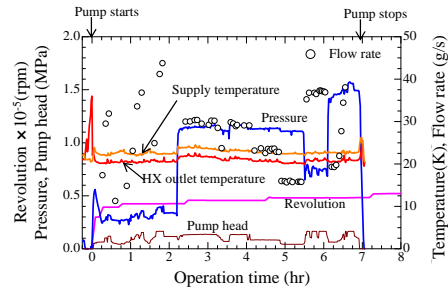 Pump starts
Pump stops
2.0
1.5
1.0
0.5
0.0
50
40
30
20
10
0
Flow rate
Supply temperature
Pressure
HX outlet temperature
Revolution
Pump head
0 1 2 3 4 5 6 7 8
Operation time (hr)
Revolution ×10⁻⁵(rpm)
Pressure, Pump head (MPa)
Temperature(K), Flow rate (g/s)